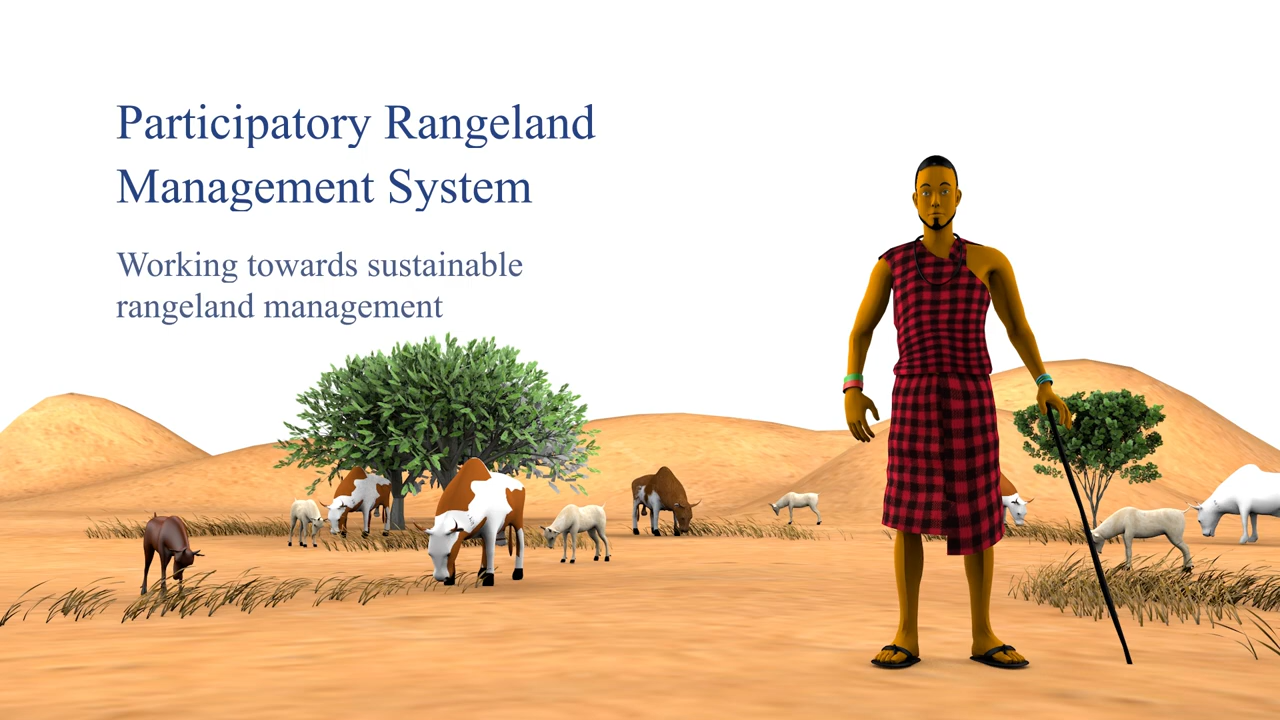 Participatory Rangeland
Management System
Working towards sustainable
rangeland management